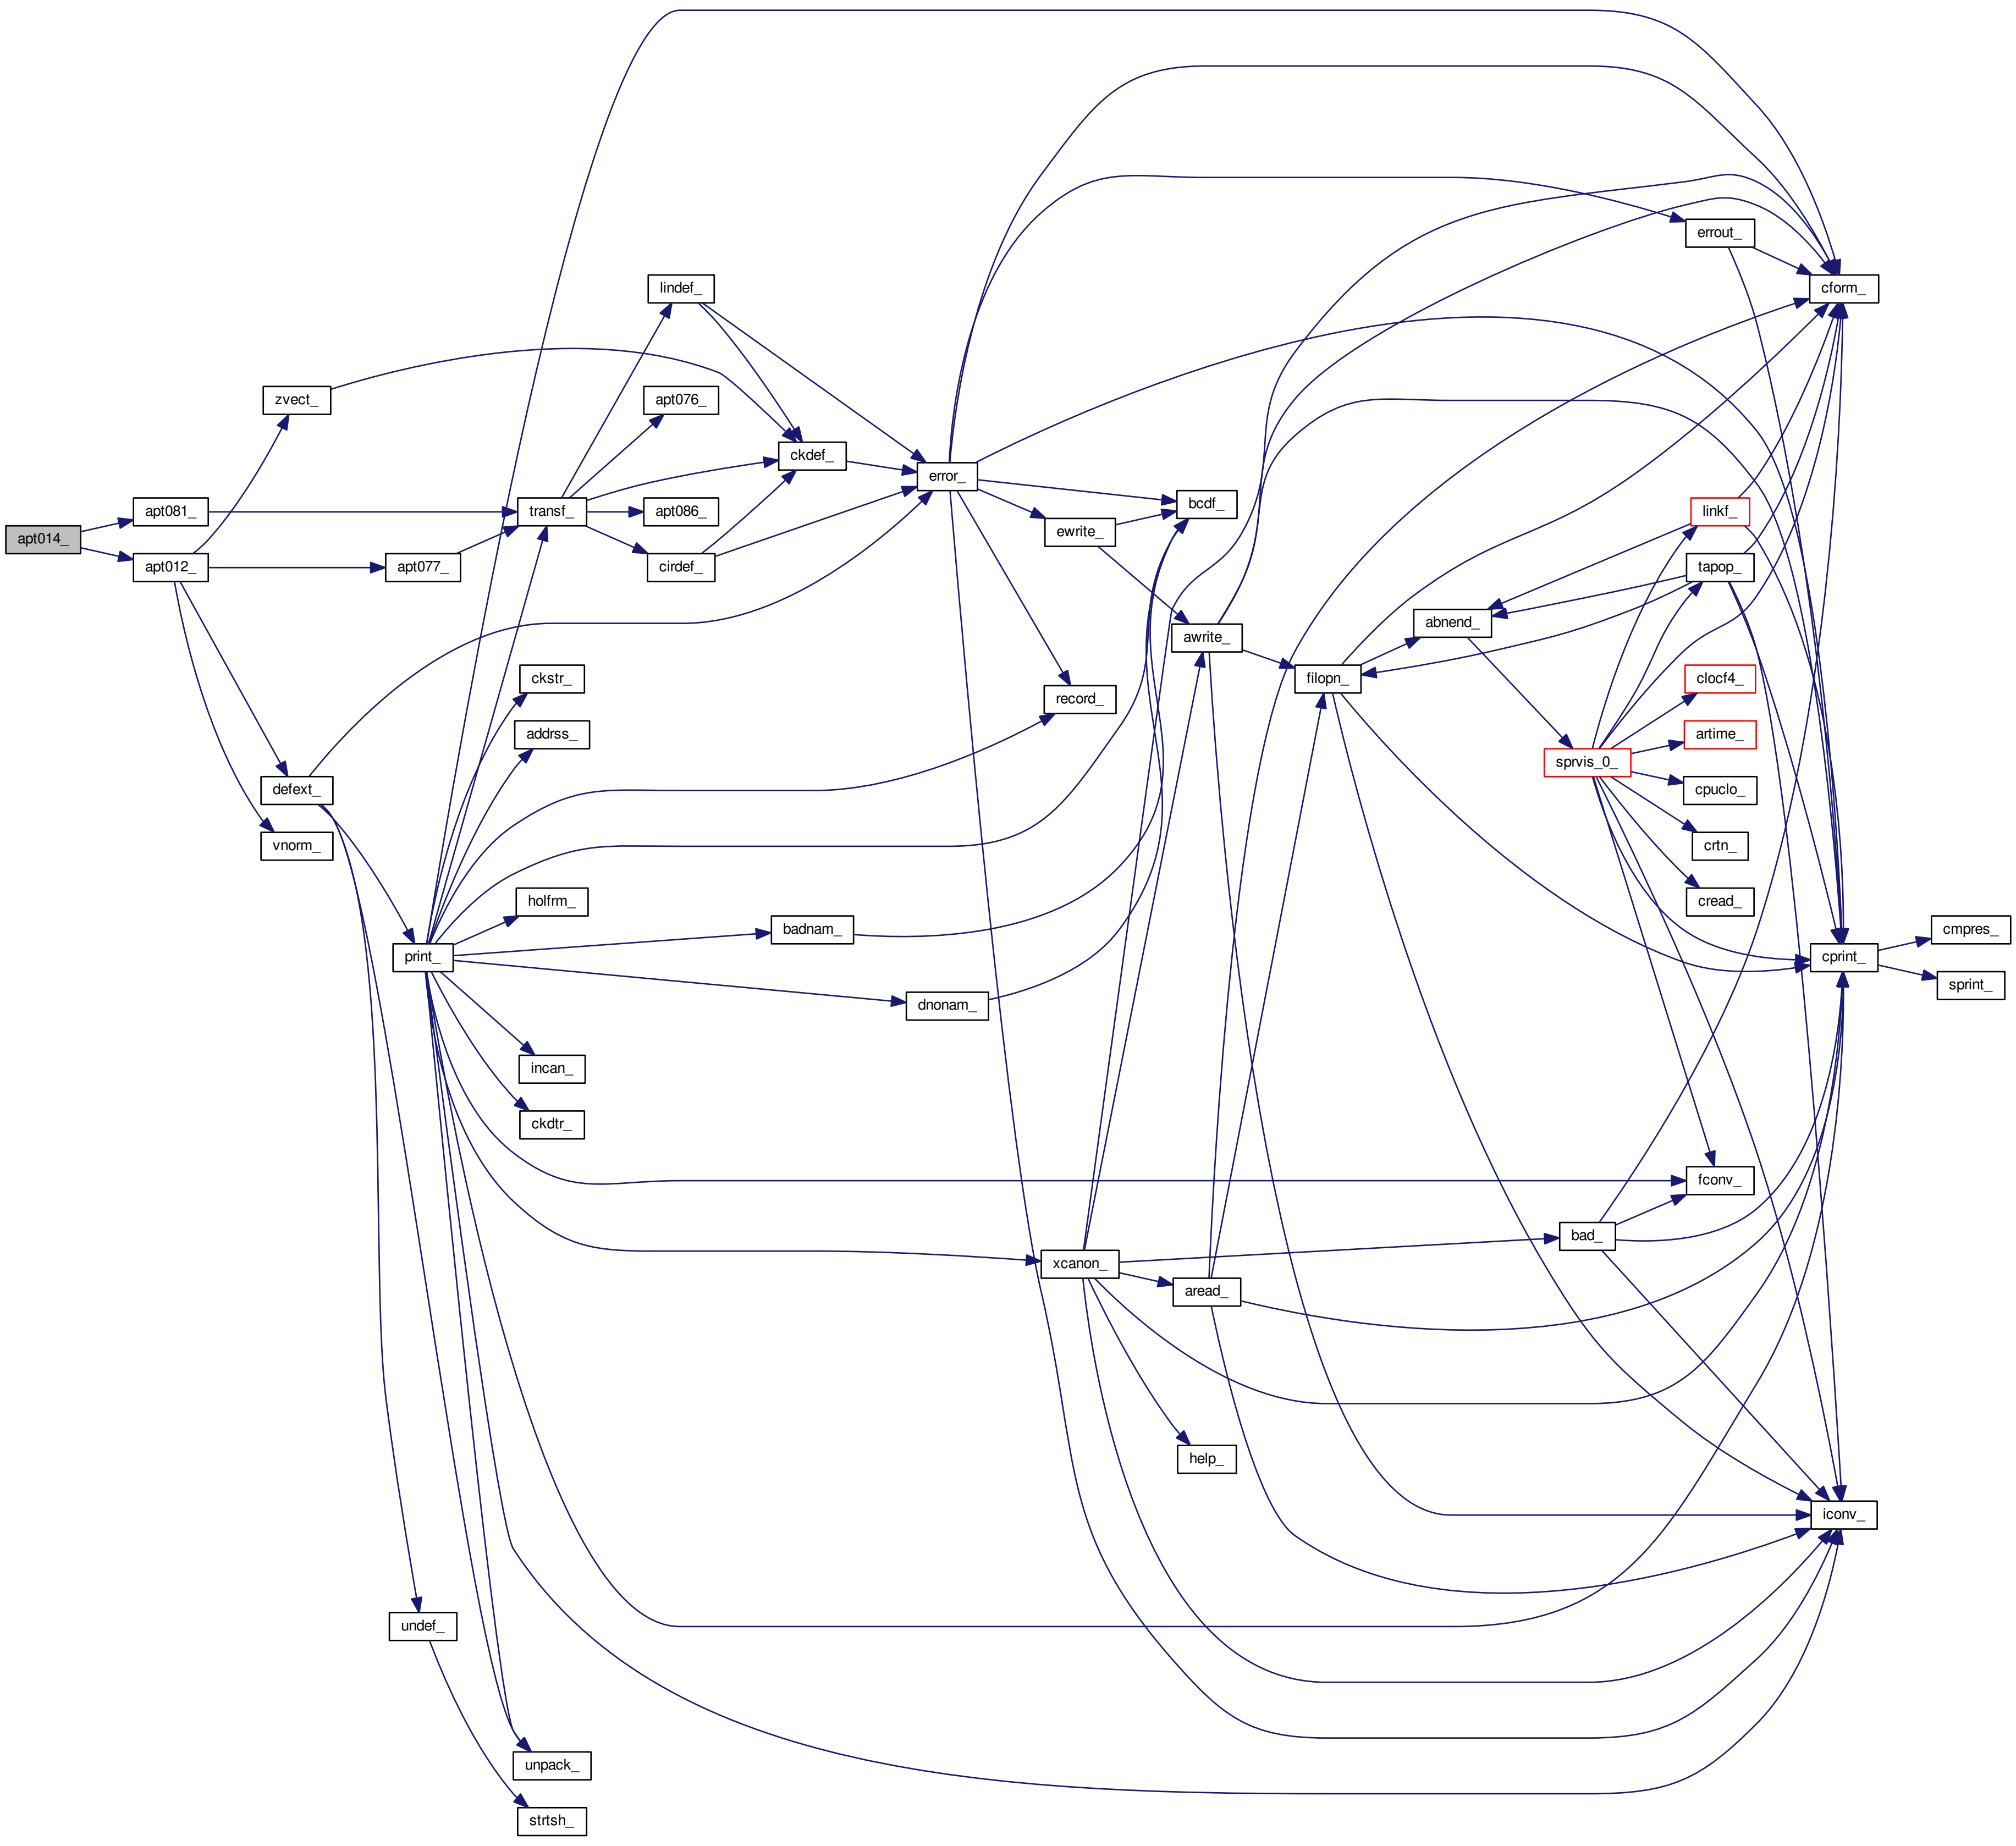 apt014_
apt081_
apt012_
zvect_
defext_
vnorm_
apt077_
print_
undef_
transf_
ckstr_
addrss_
holfrm_
incan_
ckdtr_
unpack_
strtsh_
lindef_
apt076_
apt086_
cirdef_
ckdef_
badnam_
dnonam_
error_
ewrite_
record_
xcanon_
bcdf_
awrite_
aread_
help_
filopn_
abnend_
sprvis_0_
bad_
errout_
linkf_
tapop_
clocf4_
artime_
cpuclo_
crtn_
cread_
fconv_
cform_
cprint_
iconv_
cmpres_
sprint_